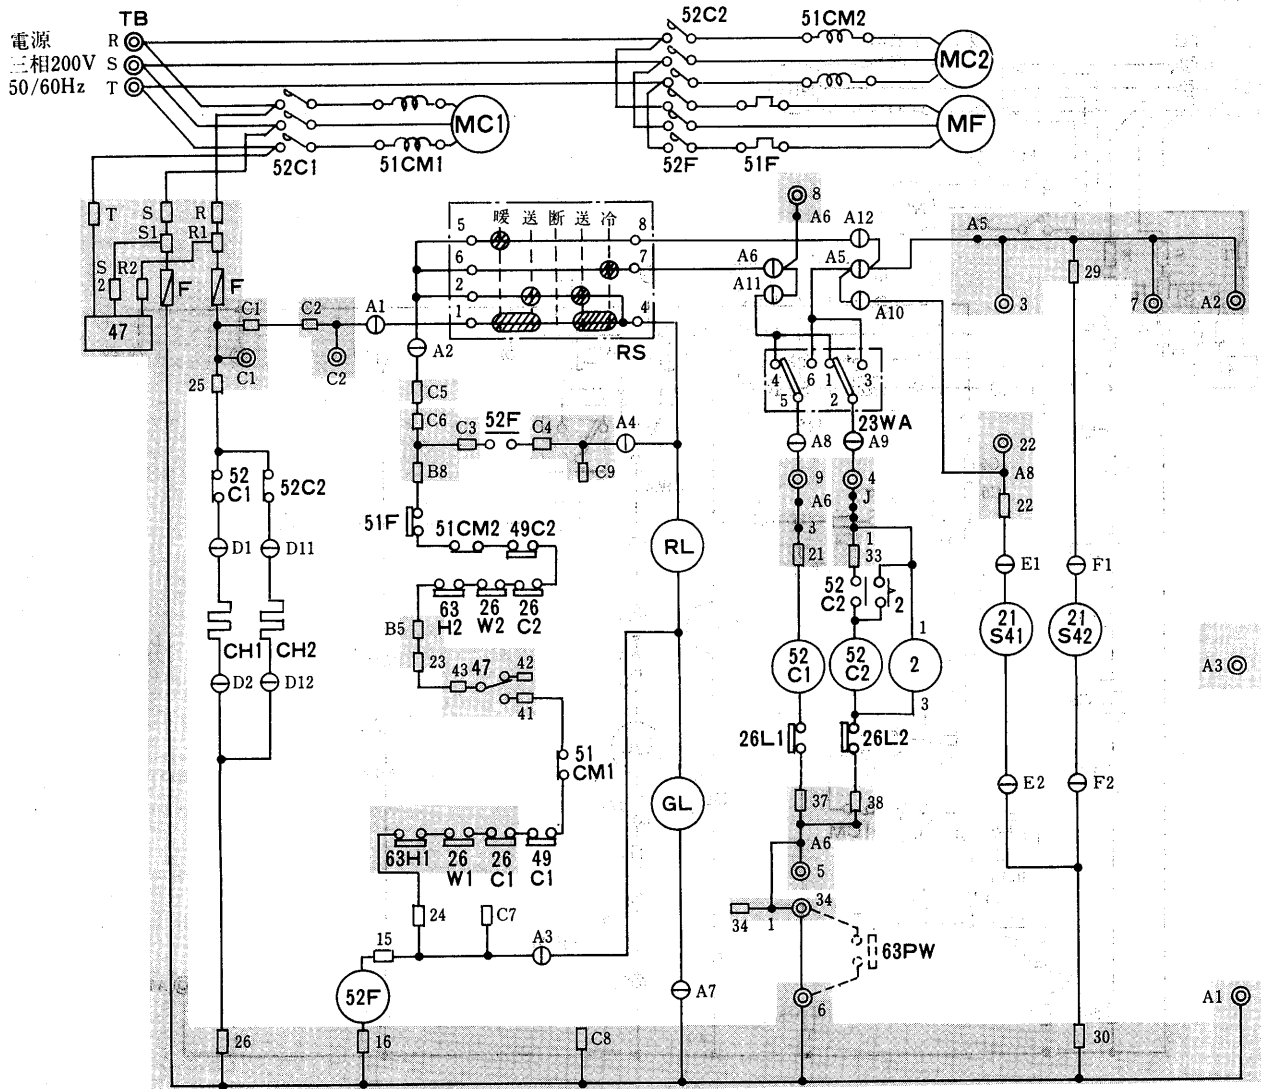 TB
52C2
51CM2
電源
R
三相200V
S
50/60Hz
T
MC2
MC1
MF
52C1
51CM1
52F
51F
T
S
R
S1
R1
S
2
R2
F
F
47
C1
C2
A1
C1
C2
25
暖 送 断 送 冷
5
8
6
7
2
1
4
RS
A2
8
A6
A12
A6
A5
A11
A10
A5
29
3
7
A2
4
6
1
3
5
2
23WA
C5
C6
C3
52F
C4
A4
B8
C9
A8
A9
9
4
A6
J
3
1
21
33
22
A8
22
52
C1
52C2
D1
D11
CH1
CH2
D2
D12
51F
51CM2
49C2
63
H2
26
W2
26
C2
B5
23
43
47
42
41
51
CM1
RL
GL
52
C2
2
1
52
C1
52
C2
2
3
26L1
26L2
E1
F1
21
S41
21
S42
E2
F2
A3
63H1
26
W1
26
C1
49
C1
37
38
A6
5
34
34
1
63PW
6
24
C7
15
A3
52F
A7
A1
26
16
C8
30